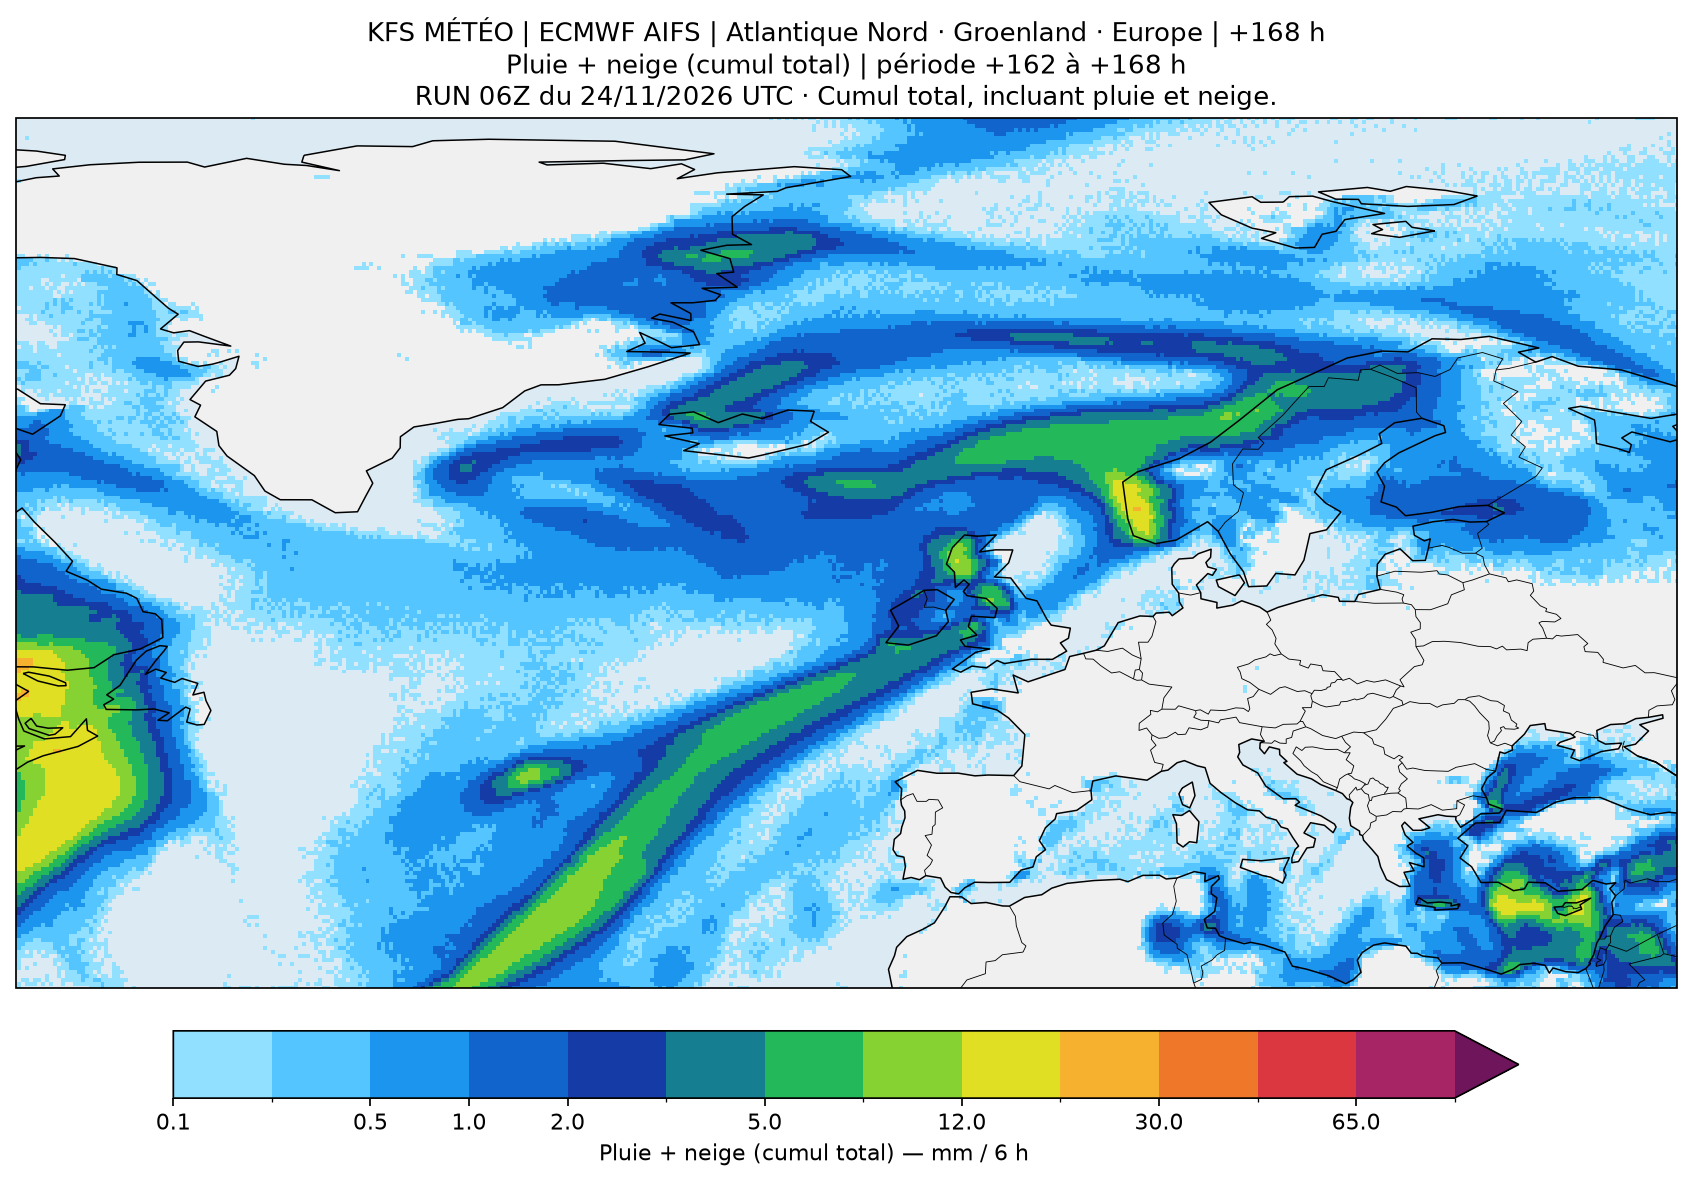 KFS MÉTÉO | ECMWF AIFS | Atlantique Nord · Groenland · Europe | +168 h
Pluie + neige (cumul total) | période +162 à +168 h
RUN 06Z du 24/11/2026 UTC · Cumul total, incluant pluie et neige.
0.1 0.5 1.0 2.0 5.0 12.0 30.0 65.0
Pluie + neige (cumul total) — mm / 6 h